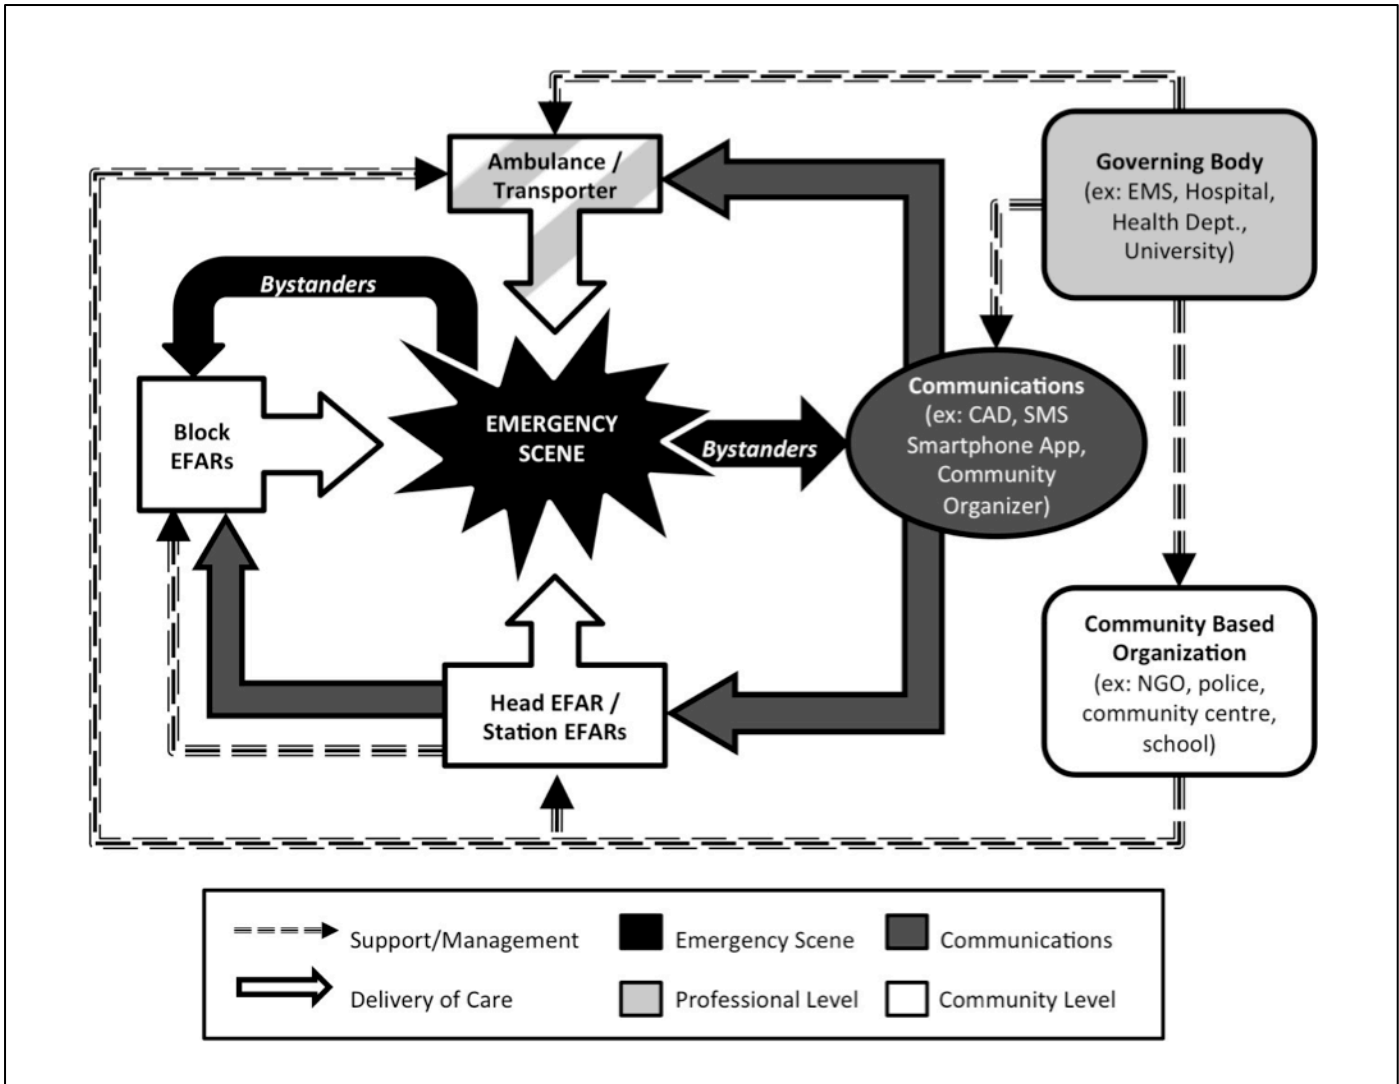 Ambulance /
Transporter
Governing Body
(ex: EMS, Hospital,
Health Dept.,
University)
Bystanders
Block
EFARs
EMERGENCY
SCENE
Bystanders
Communications
(ex: CAD, SMS
Smartphone App,
Community
Organizer)
Head EFAR /
Station EFARs
Community Based
Organization
(ex: NGO, police,
community centre,
school)
Support/Management
Emergency Scene
Communications
Delivery of Care
Professional Level
Community Level